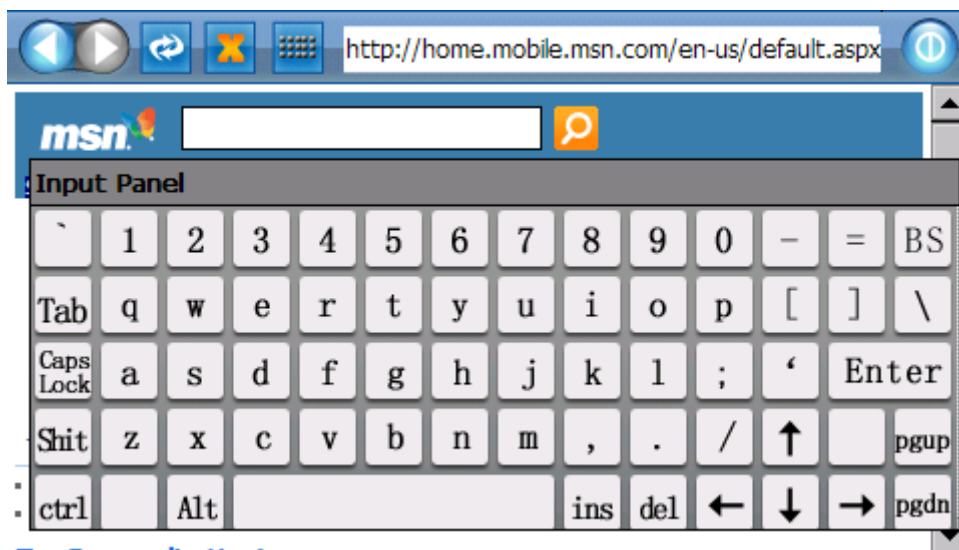 http://home.mobile.msn.com/en-us/default.aspx
msn
Input Panel
` 1 2 3 4 5 6 7 8 9 0 - = BS
Tab q w e r t y u i o p [ ] \
Caps Lock a s d f g h j k l ; ‘ Enter
Shit z x c v b n m , . / ↑ pgup
ctrl Alt ins del ← ↓ → pgdn